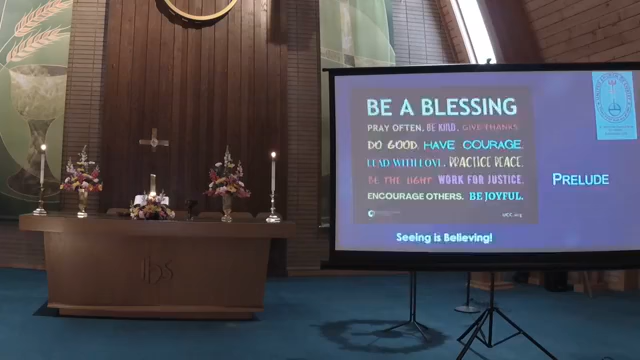 BE A BLESSING
PRAY OFTEN. BE KIND. GIVE THANKS.
DO GOOD. HAVE COURAGE.
LEAD WITH LOVE. PRACTICE PEACE.
BE THE LIGHT. WORK FOR JUSTICE.
ENCOURAGE OTHERS. BE JOYFUL.
UCC.org
PRELUDE
Seeing is Believing!
IHS